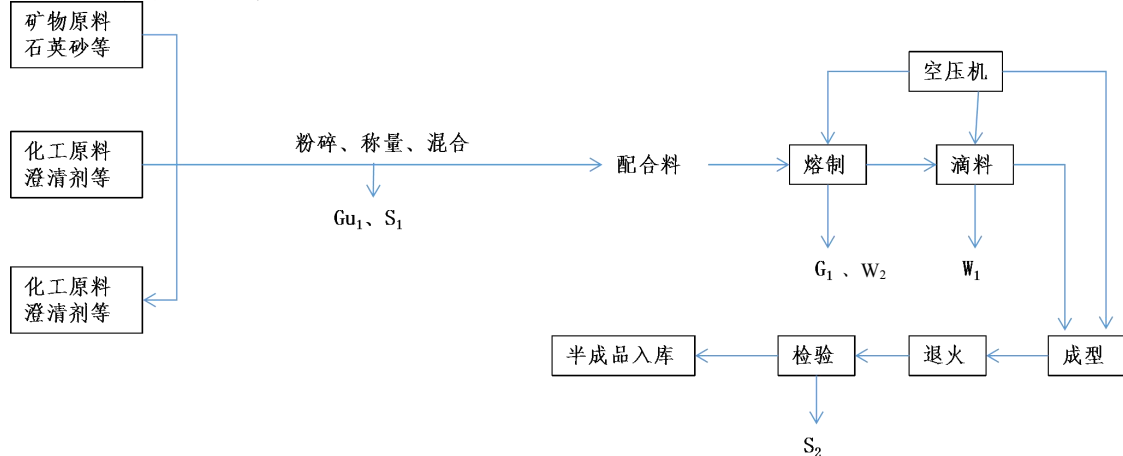 矿物原料
石英砂等
空压机
化工原料
澄清剂等
粉碎、称量、混合
配合料
熔制
滴料
Gu₁、S₁
G₁ 、W₂
W₁
化工原料
澄清剂等
半成品入库
检验
退火
成型
S₂